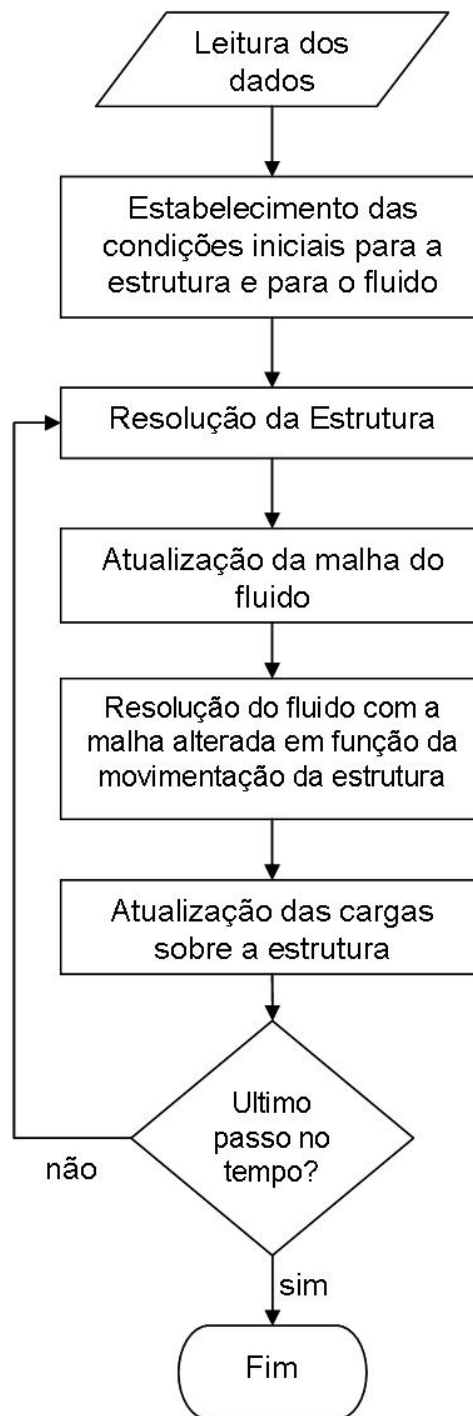 Leitura dos
dados
Estabelecimento das
condições iniciais para a
estrutura e para o fluido
Resolução da Estrutura
Atualização da malha do
fluido
Resolução do fluido com a
malha alterada em função da
movimentação da estrutura
Atualização das cargas
sobre a estrutura
Ultimo
passo no
tempo?
não
sim
Fim